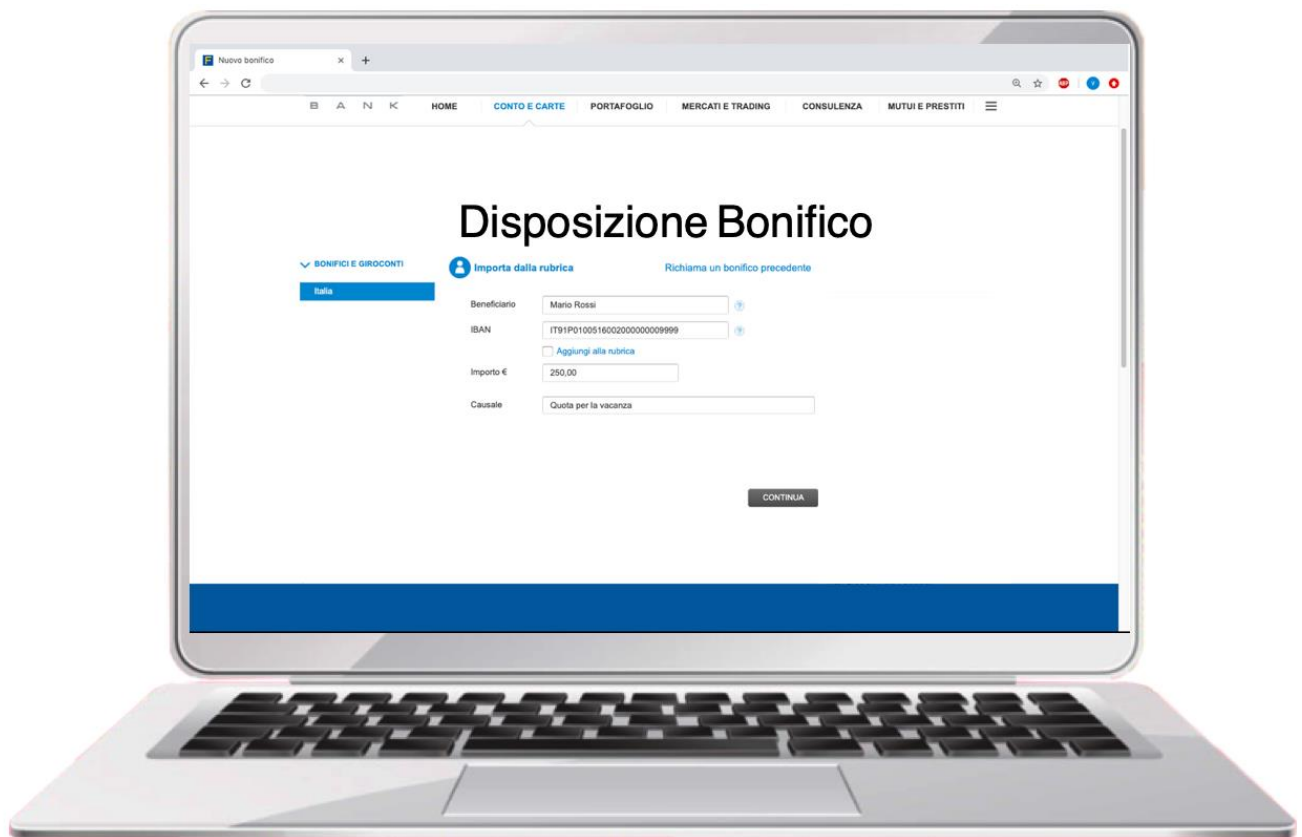 Nuovo bonifico
BANK HOME CONTO E CARTE PORTAFOGLIO MERCATI E TRADING CONSULENZA MUTUI E PRESTITI
Disposizione Bonifico
BONIFICI E GIROCONTI
Italia
Importa dalla rubrica Richiama un bonifico precedente
Beneficiario Mario Rossi ?
IBAN IT91P0100516002000000009999 ?
Aggiungi alla rubrica
Importo € 250,00
Causale Quota per la vacanza
CONTINUA